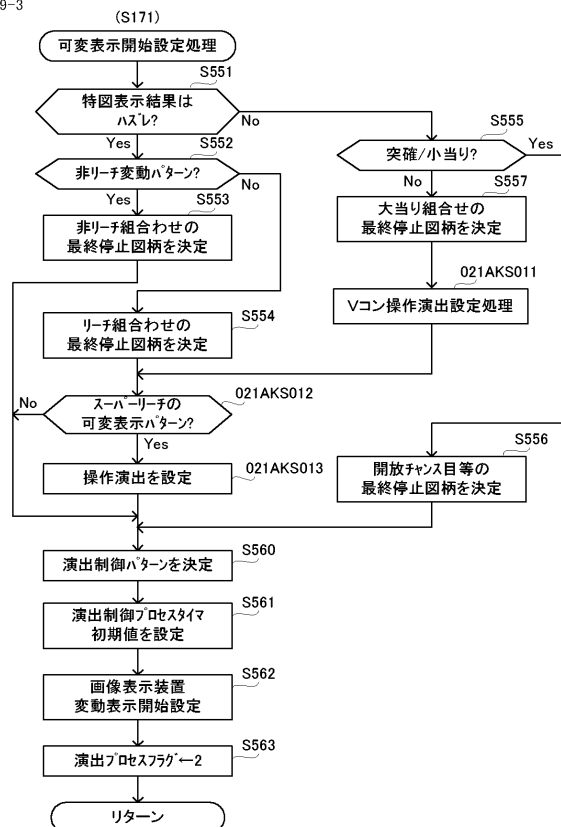 9-3
(S171)
可変表示開始設定処理
S551
特図表示結果は
ﾊｽﾞﾚ?
No
Yes
S552
非リーチ変動ﾊﾟﾀｰﾝ?
No
Yes
S553
非リーチ組合わせの
最終停止図柄を決定
S554
ﾘｰﾁ組合わせの
最終停止図柄を決定
S555
突確/小当り?
Yes
No
S557
大当り組合せの
最終停止図柄を決定
021AKS011
Vコン操作演出設定処理
021AKS012
ｽｰﾊﾟｰﾘｰﾁの
可変表示ﾊﾟﾀｰﾝ?
No
Yes
021AKS013
操作演出を設定
S556
開放ﾁｬﾝｽ目等の
最終停止図柄を決定
S560
演出制御ﾊﾟﾀｰﾝを決定
S561
演出制御ﾌﾟﾛｾｽﾀｲﾏ
初期値を設定
S562
画像表示装置
変動表示開始設定
S563
演出ﾌﾟﾛｾｽﾌﾗｸﾞ←2
リターン